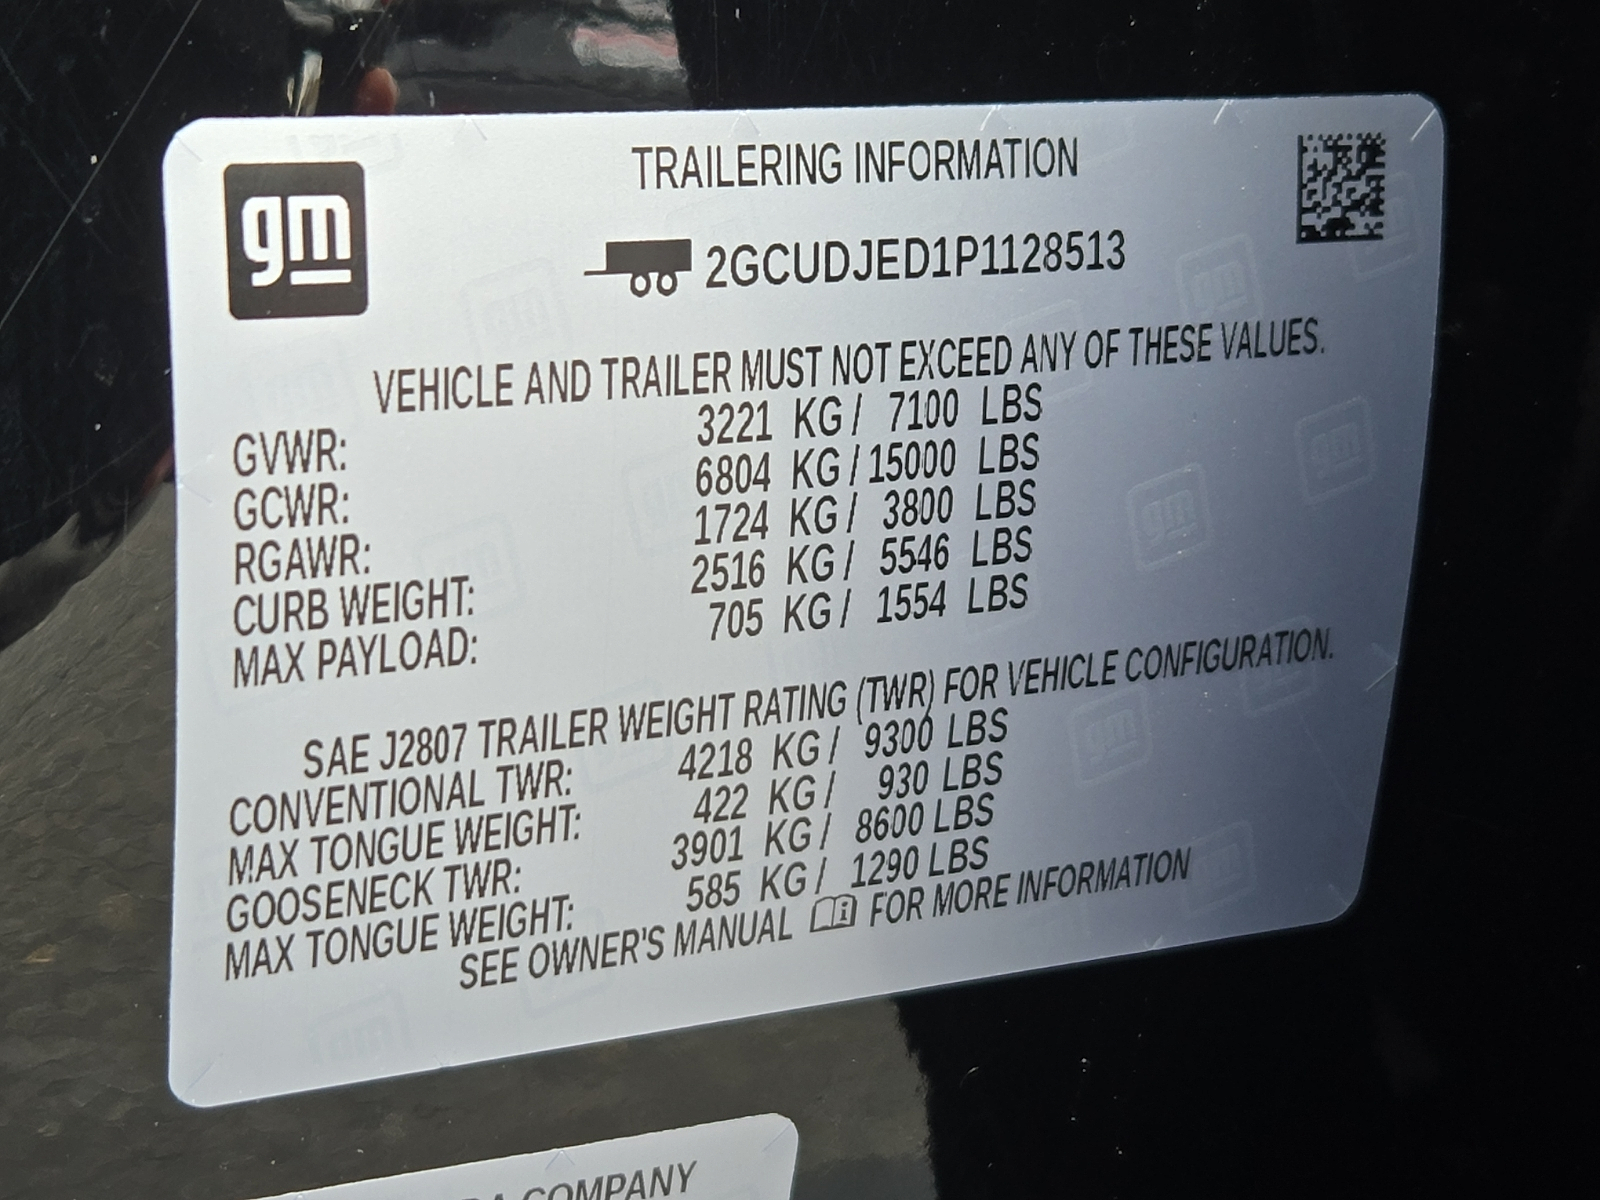 gm
TRAILERING INFORMATION
2GCUDJED1P1128513
VEHICLE AND TRAILER MUST NOT EXCEED ANY OF THESE VALUES.
GVWR: 3221 KG / 7100 LBS
GCWR: 6804 KG / 15000 LBS
RGAWR: 1724 KG / 3800 LBS
CURB WEIGHT: 2516 KG / 5546 LBS
MAX PAYLOAD: 705 KG / 1554 LBS
SAE J2807 TRAILER WEIGHT RATING (TWR) FOR VEHICLE CONFIGURATION.
CONVENTIONAL TWR: 4218 KG / 9300 LBS
MAX TONGUE WEIGHT: 422 KG / 930 LBS
GOOSENECK TWR: 3901 KG / 8600 LBS
MAX TONGUE WEIGHT: 585 KG / 1290 LBS
SEE OWNER'S MANUAL FOR MORE INFORMATION
COMPANY